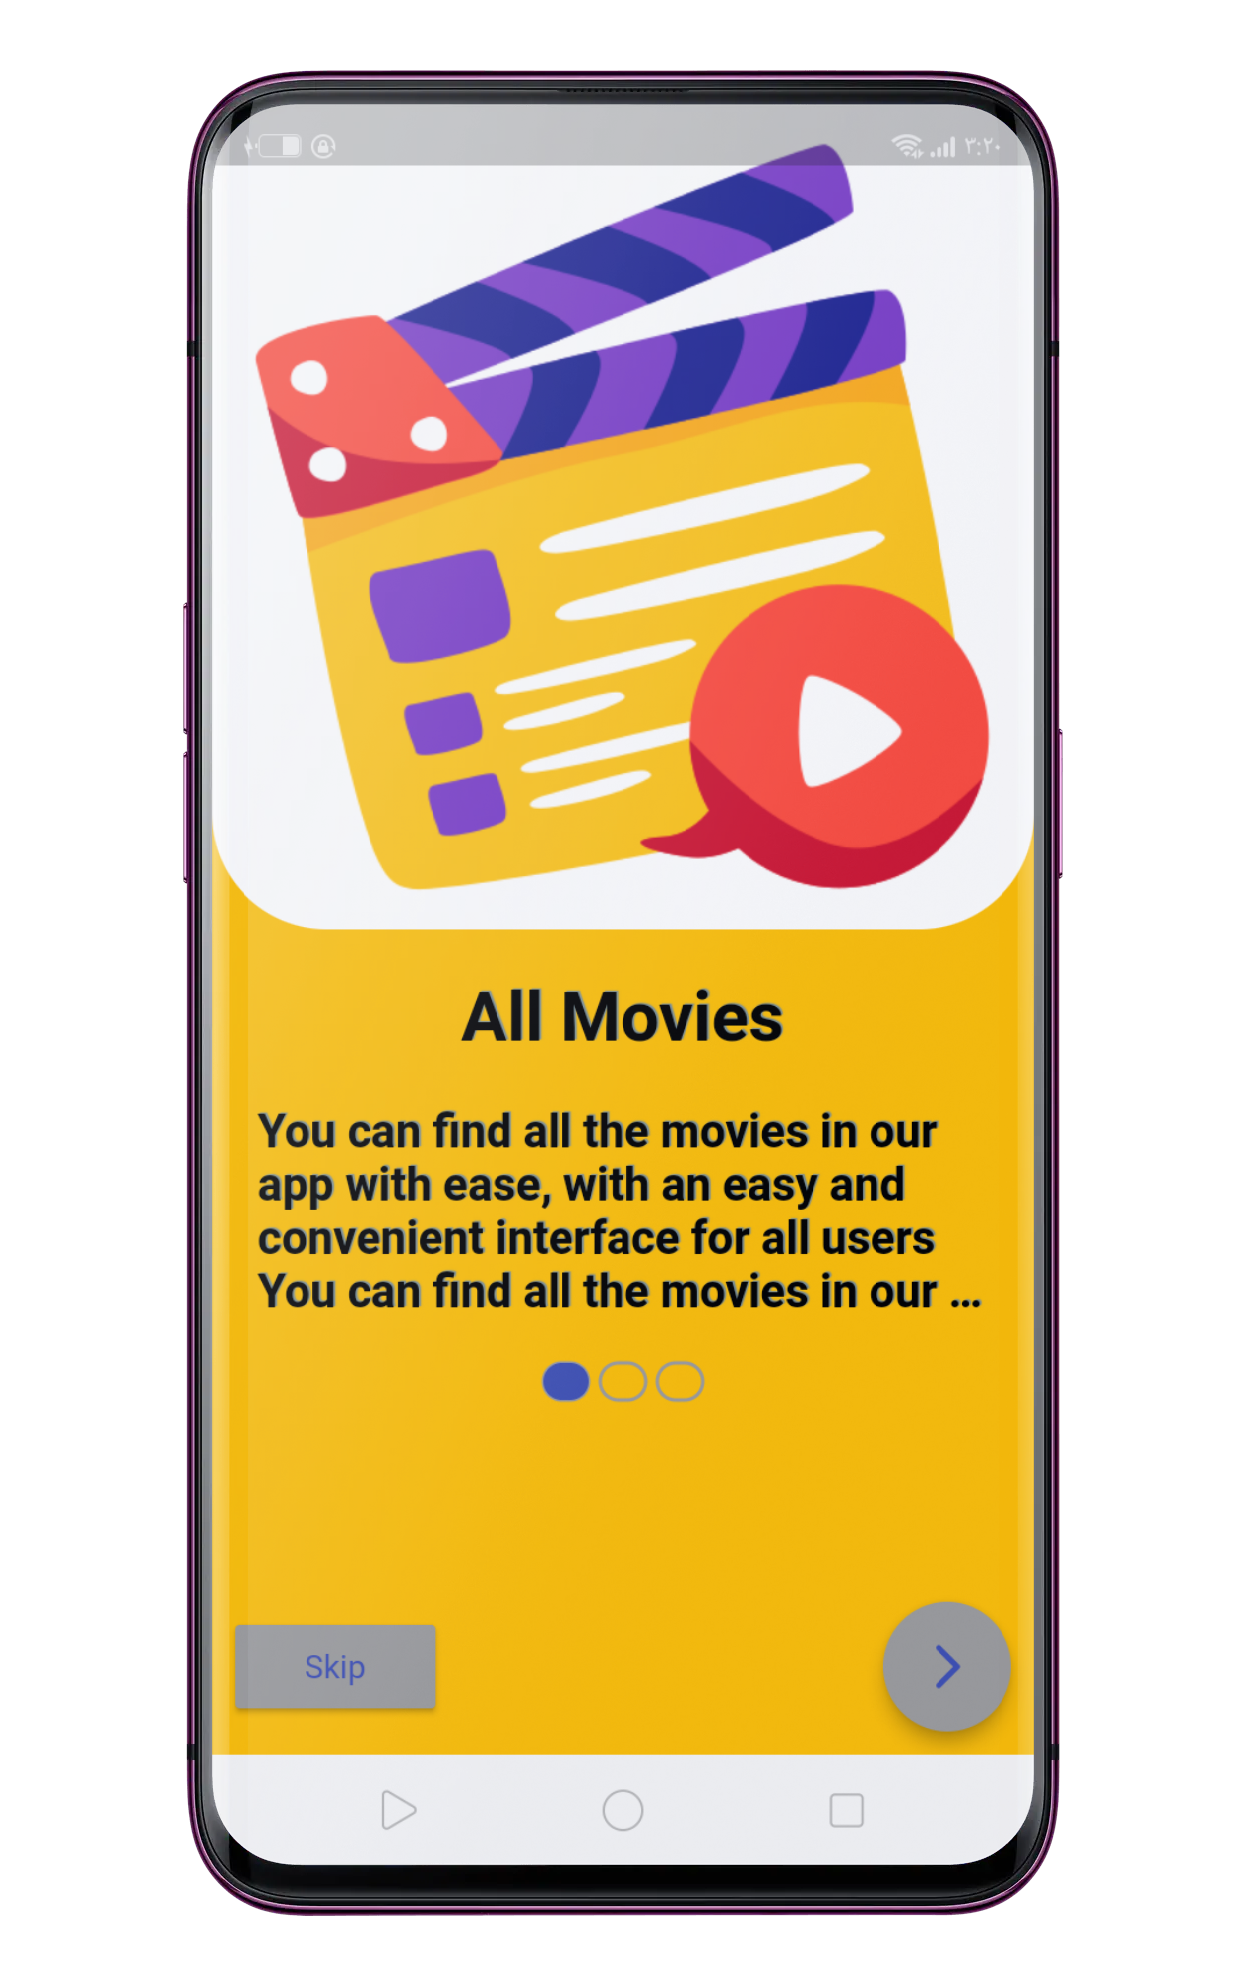 ٣:٢٠
All Movies
You can find all the movies in our
app with ease, with an easy and
convenient interface for all users
You can find all the movies in our ...
Skip